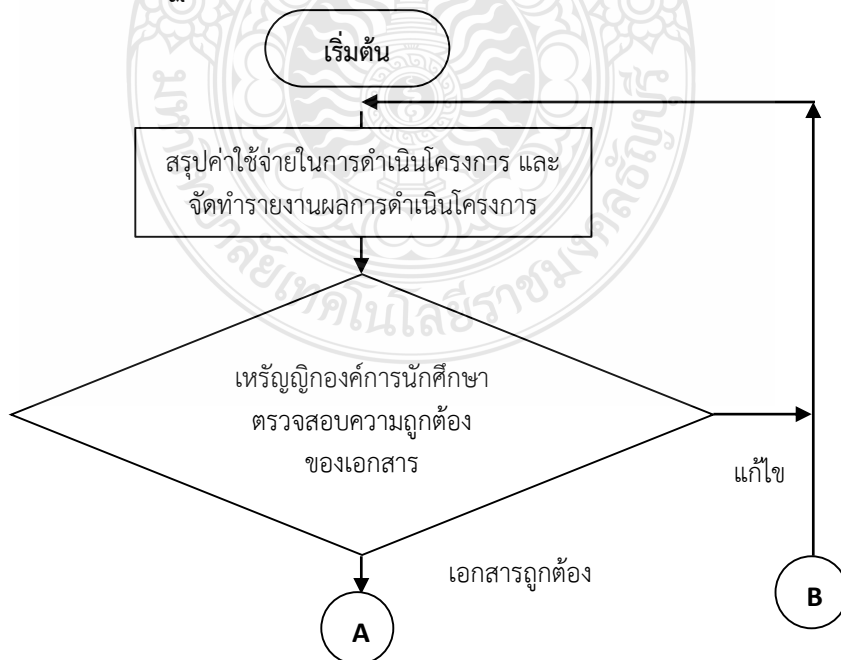 เริ่มต้น
สรุปค่าใช้จ่ายในการดำเนินโครงการ และ
จัดทำรายงานผลการดำเนินโครงการ
เหรัญญิกองค์การนักศึกษา
ตรวจสอบความถูกต้อง
ของเอกสาร
แก้ไข
เอกสารถูกต้อง
B
A